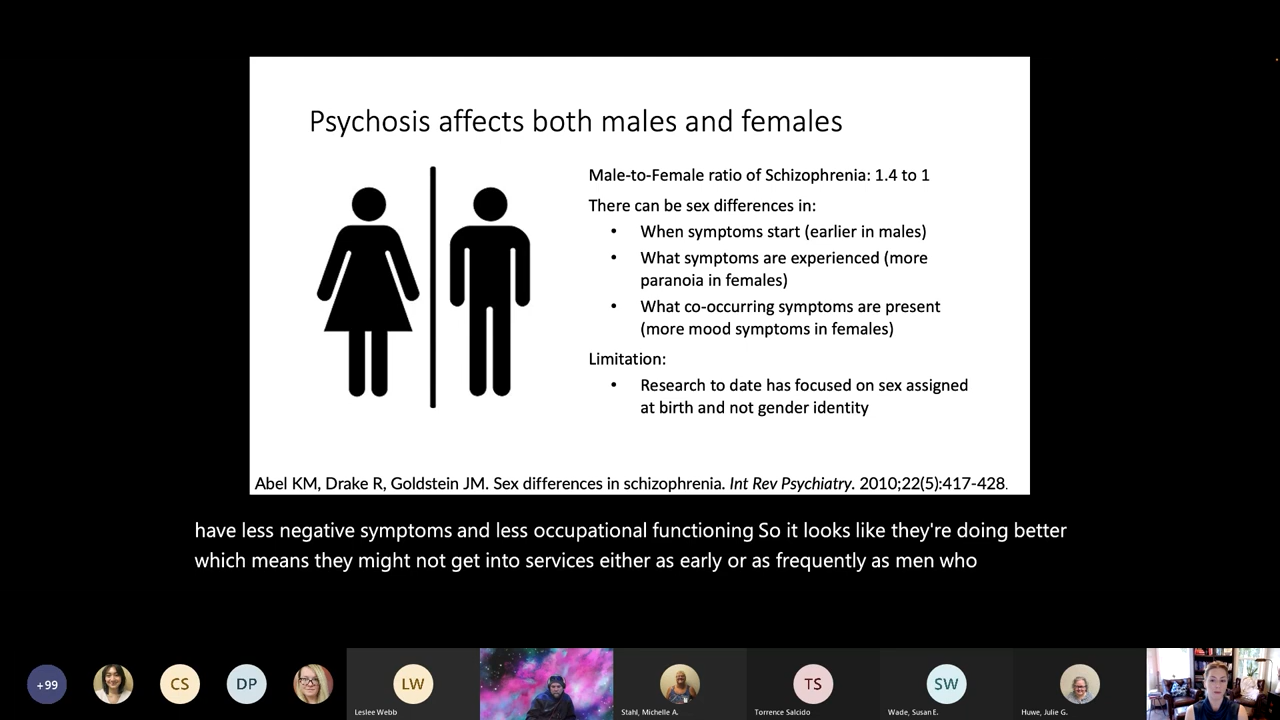 Psychosis affects both males and females
Male-to-Female ratio of Schizophrenia: 1.4 to 1
There can be sex differences in:
• When symptoms start (earlier in males)
• What symptoms are experienced (more
paranoia in females)
• What co-occurring symptoms are present
(more mood symptoms in females)
Limitation:
• Research to date has focused on sex assigned
at birth and not gender identity
Abel KM, Drake R, Goldstein JM. Sex differences in schizophrenia. Int Rev Psychiatry. 2010;22(5):417-428.
have less negative symptoms and less occupational functioning So it looks like they're doing better
which means they might not get into services either as early or as frequently as men who
+99
CS
DP
LW
TS
SW
Leslee Webb
Stahl, Michelle A.
Torrence Salcido
Wade, Susan E.
Huwe, Julie G.